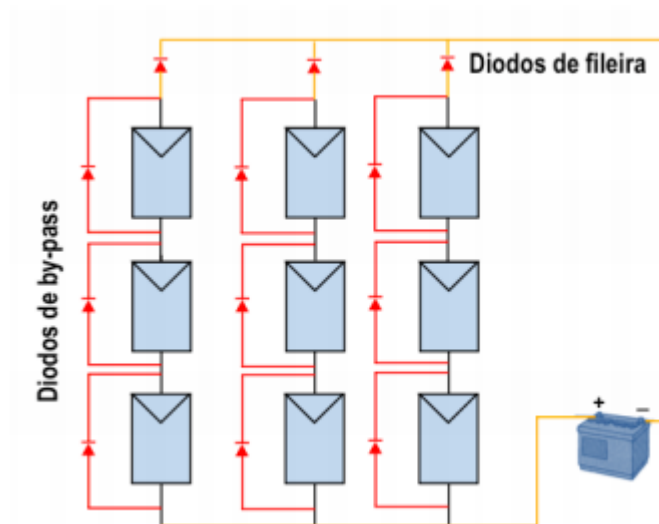 Diodos de fileira
Diodos de by-pass
+ –